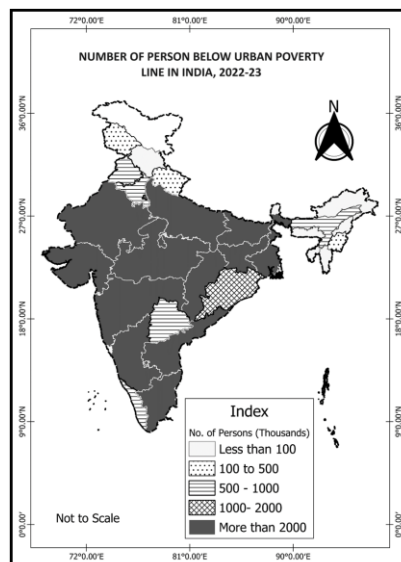 72°0.00'E 81°0.00'E 90°0.00'E
NUMBER OF PERSON BELOW URBAN POVERTY
LINE IN INDIA, 2022-23
36°0.00'N
36°0.00'N
N
27°0.00'N
27°0.00'N
18°0.00'N
18°0.00'N
9°0.00'N
9°0.00'N
0°0.00'N
0°0.00'N
Index
No. of Persons (Thousands)
Less than 100
100 to 500
500 - 1000
1000- 2000
More than 2000
Not to Scale
72°0.00'E 81°0.00'E 90°0.00'E